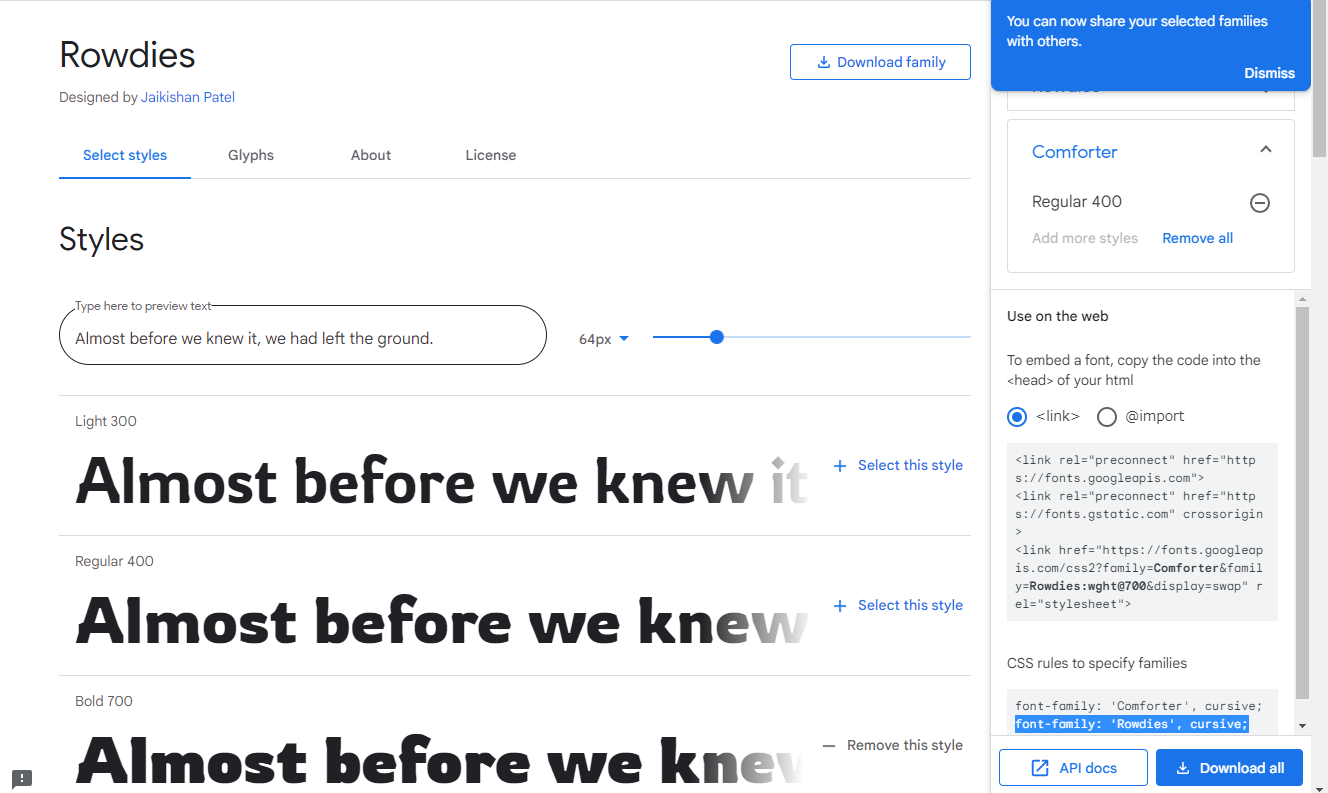 Rowdies
Download family
Designed by Jaikishan Patel
Select styles
Glyphs
About
License
Styles
Type here to preview text
Almost before we knew it, we had left the ground.
64px
Light 300
Almost before we knew it
Select this style
Regular 400
Almost before we knew
Select this style
Bold 700
Almost before we knew
Remove this style
You can now share your selected families
with others.
Dismiss
Comforter
Regular 400
Add more styles
Remove all
Use on the web
To embed a font, copy the code into the
<head> of your html
<link>
@import
<link rel="preconnect" href="http
s://fonts.googleapis.com">
<link rel="preconnect" href="http
s://fonts.gstatic.com" crossorigin
>
<link href="https://fonts.googleap
is.com/css2?family=Comforter&famil
y=Rowdies:wght@700&display=swap" r
el="stylesheet">
CSS rules to specify families
font-family: 'Comforter', cursive;
font-family: 'Rowdies', cursive;
API docs
Download all